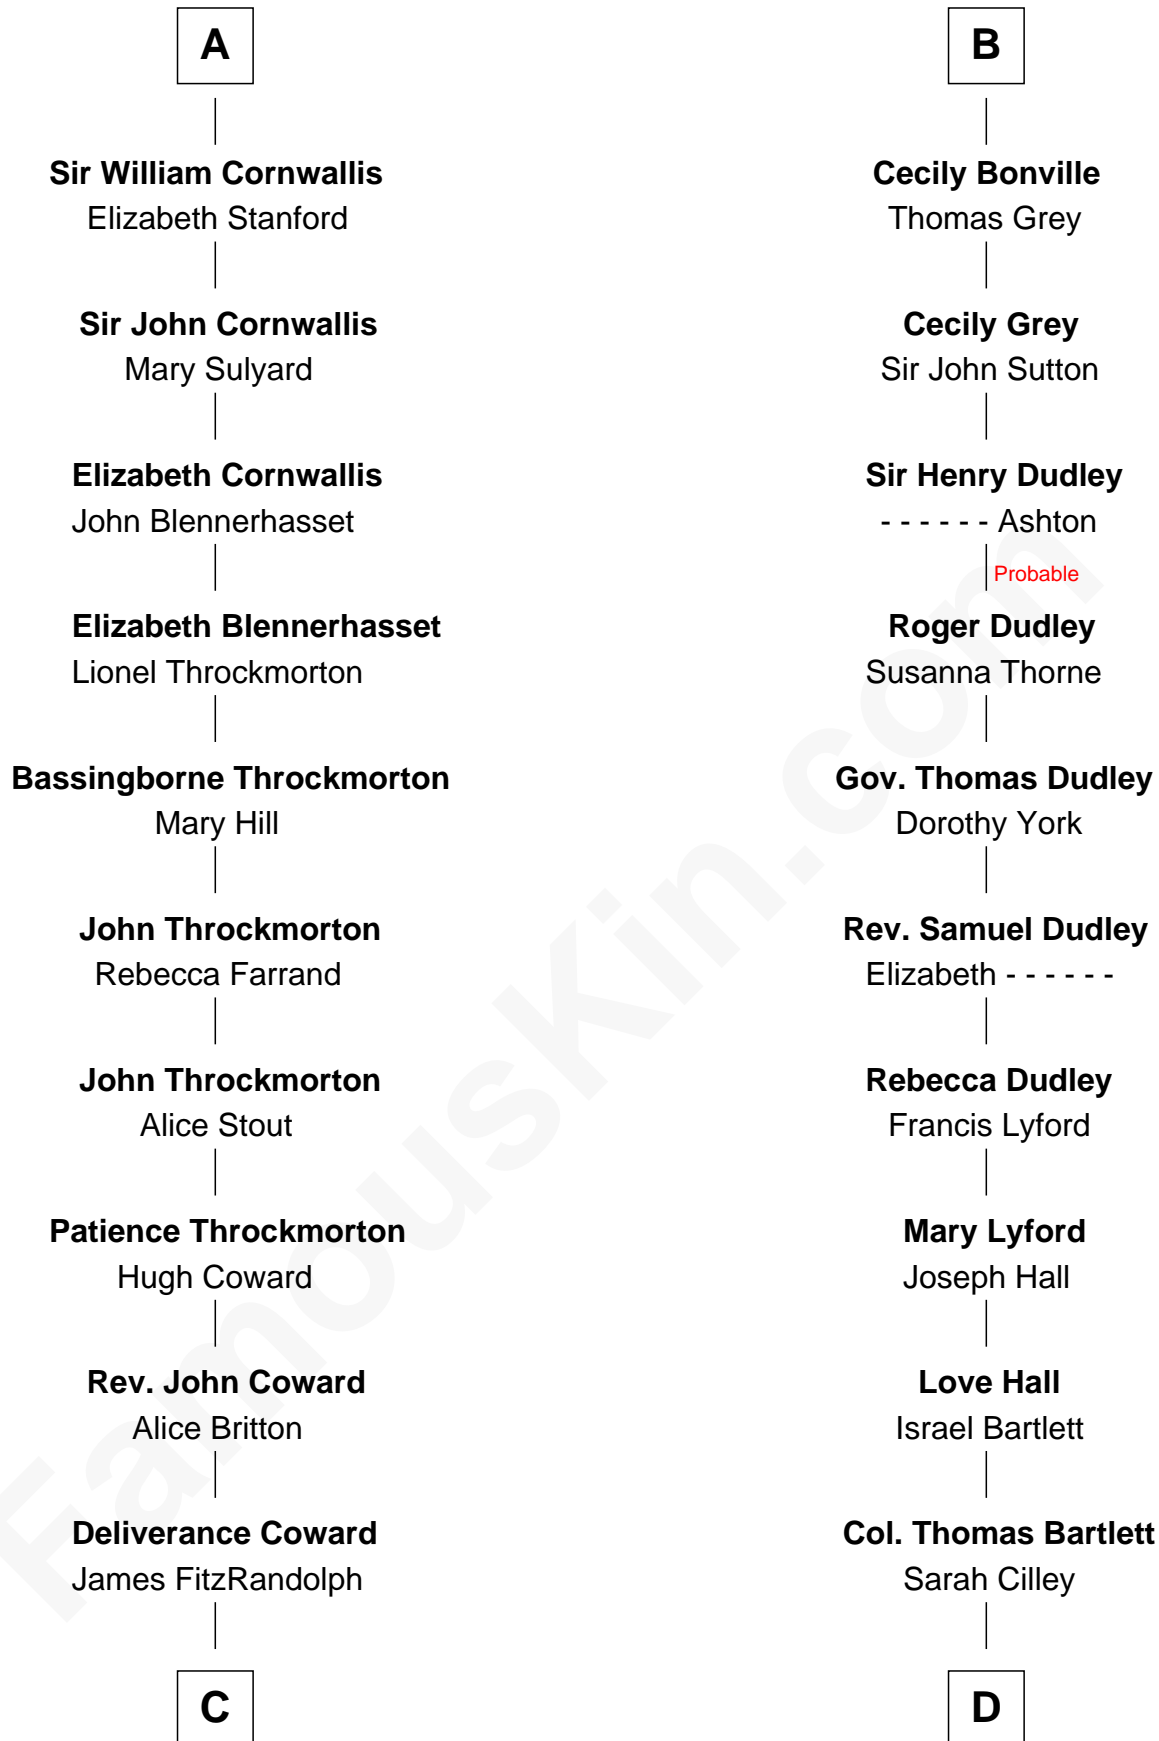 A
Sir William Cornwallis
Elizabeth Stanford
Sir John Cornwallis
Mary Sulyard
Elizabeth Cornwallis
John Blennerhasset
Elizabeth Blennerhasset
Lionel Throckmorton
Bassingborne Throckmorton
Mary Hill
John Throckmorton
Rebecca Farrand
John Throckmorton
Alice Stout
Patience Throckmorton
Hugh Coward
Rev. John Coward
Alice Britton
Deliverance Coward
James FitzRandolph
C
B
Cecily Bonville
Thomas Grey
Cecily Grey
Sir John Sutton
Sir Henry Dudley
- - - - - - Ashton
Probable
Roger Dudley
Susanna Thorne
Gov. Thomas Dudley
Dorothy York
Rev. Samuel Dudley
Elizabeth - - - - - -
Rebecca Dudley
Francis Lyford
Mary Lyford
Joseph Hall
Love Hall
Israel Bartlett
Col. Thomas Bartlett
Sarah Cilley
D
FamousKin.com